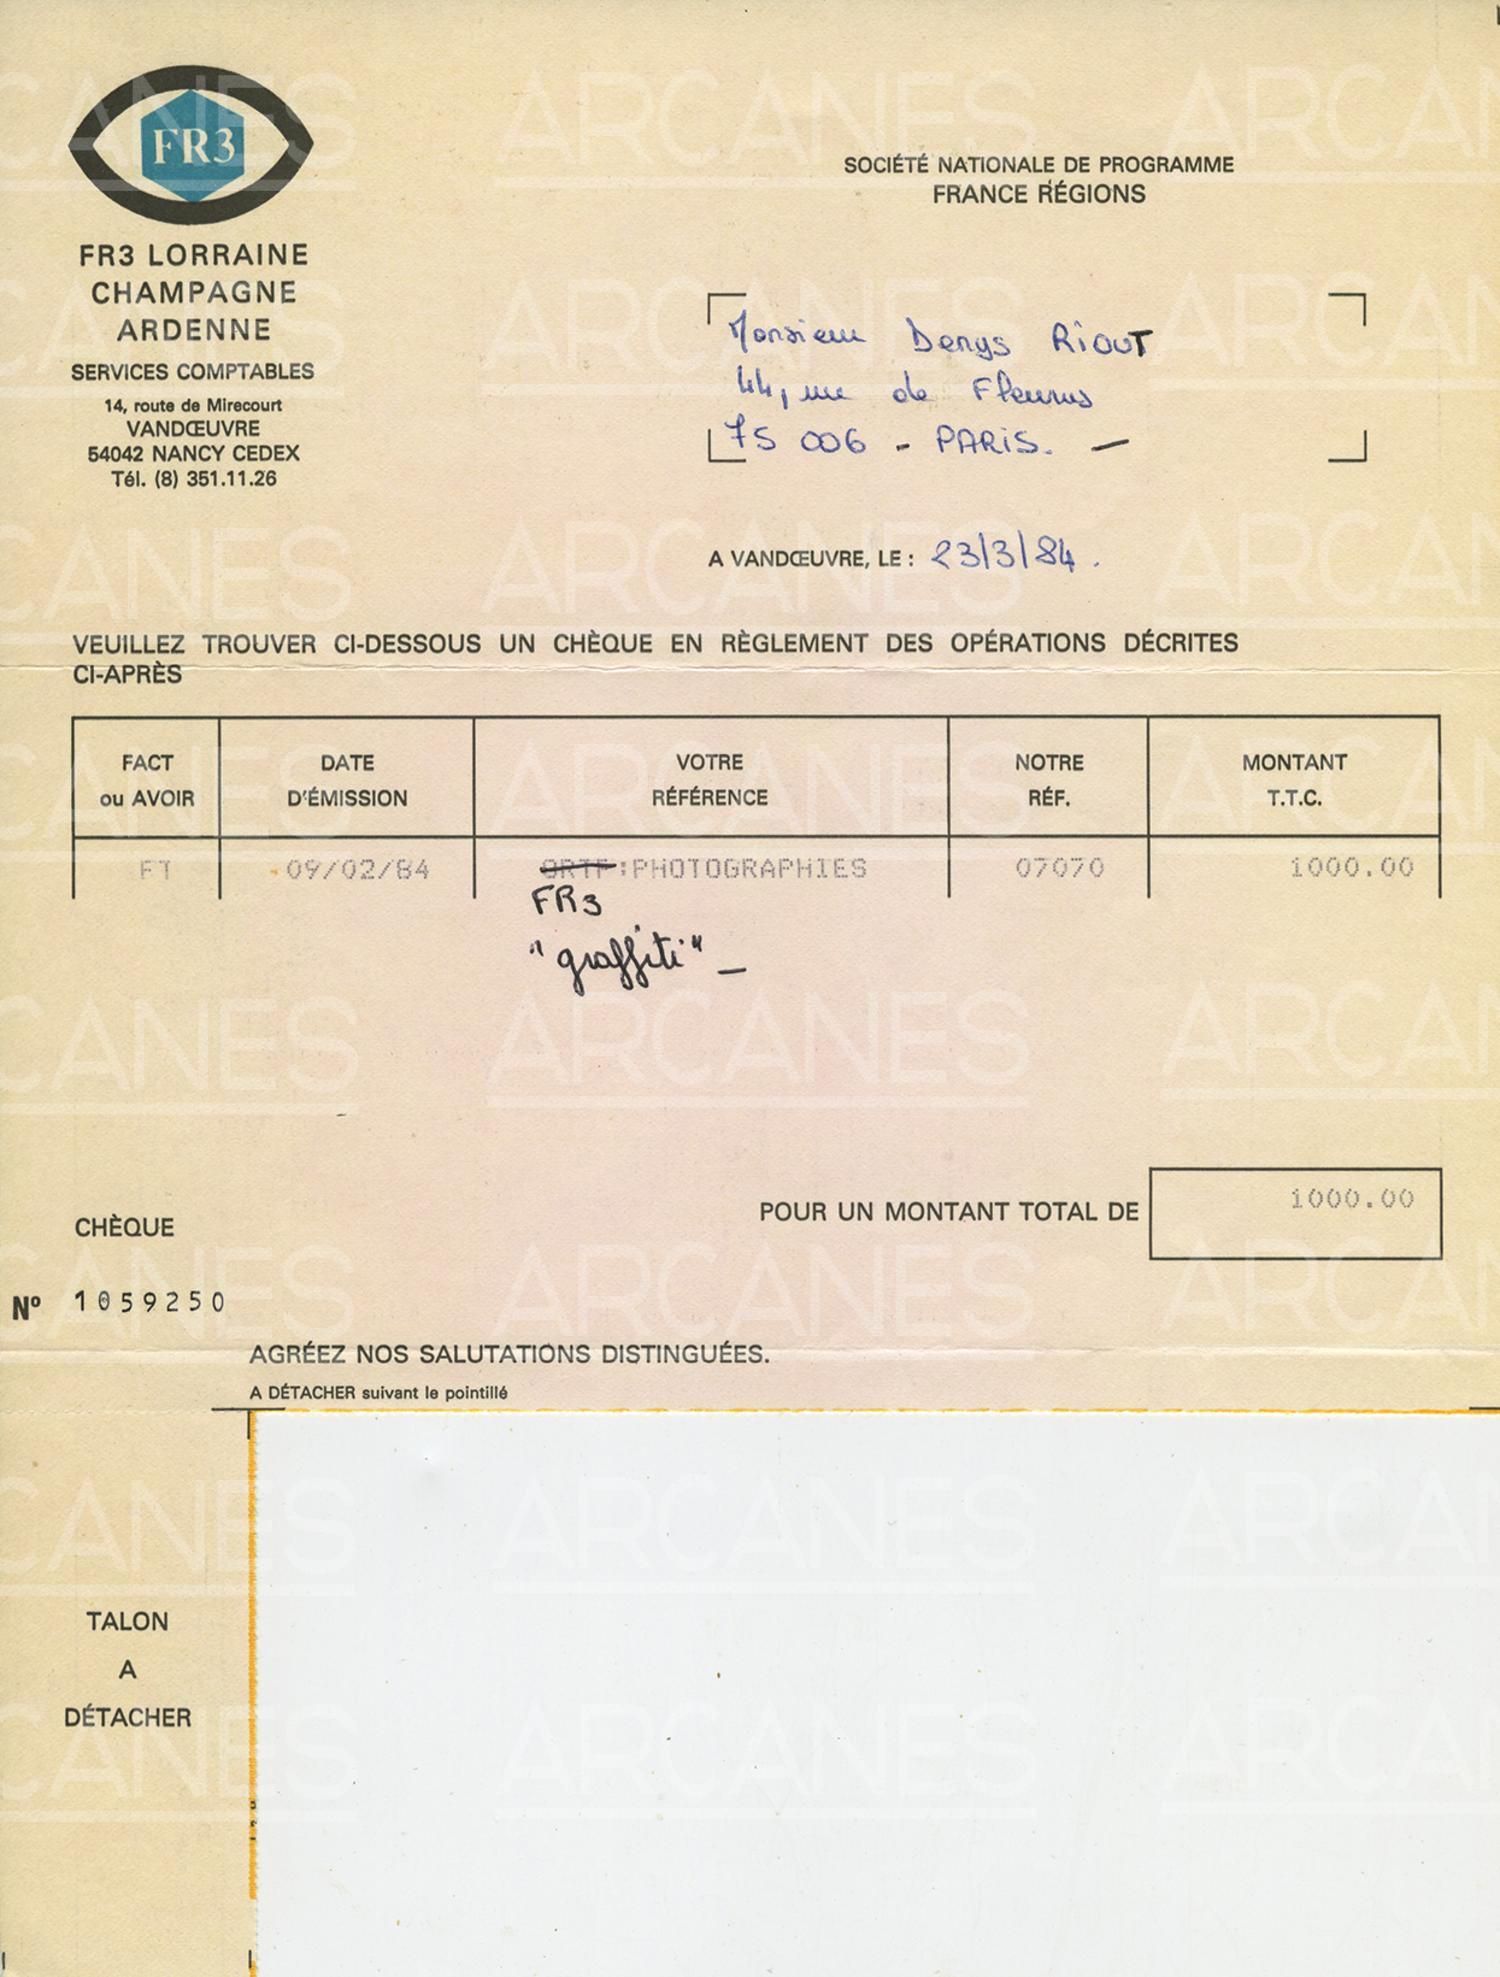 FR3
FR3 LORRAINE
CHAMPAGNE
ARDENNE
SERVICES COMPTABLES
14, route de Mirecourt
VANDŒUVRE
54042 NANCY CEDEX
Tél. (8) 351.11.26
SOCIÉTÉ NATIONALE DE PROGRAMME
FRANCE RÉGIONS
Monsieur Denys RiOUT
44, rue de Fleurus
75 006 - PARiS. -
A VANDŒUVRE, LE : 23/3/84.
VEUILLEZ TROUVER CI-DESSOUS UN CHÈQUE EN RÈGLEMENT DES OPÉRATIONS DÉCRITES
CI-APRÈS
FACT ou AVOIR
DATE D'ÉMISSION
VOTRE RÉFÉRENCE
NOTRE RÉF.
MONTANT T.T.C.
FT 09/02/84 ORTF:PHOTOGRAPHIES 07070 1000.00
FR3
"graffiti" _
POUR UN MONTANT TOTAL DE 1000.00
CHÈQUE
Nº 1059250
AGRÉEZ NOS SALUTATIONS DISTINGUÉES.
A DÉTACHER suivant le pointillé
TALON
A
DÉTACHER
ARCANES